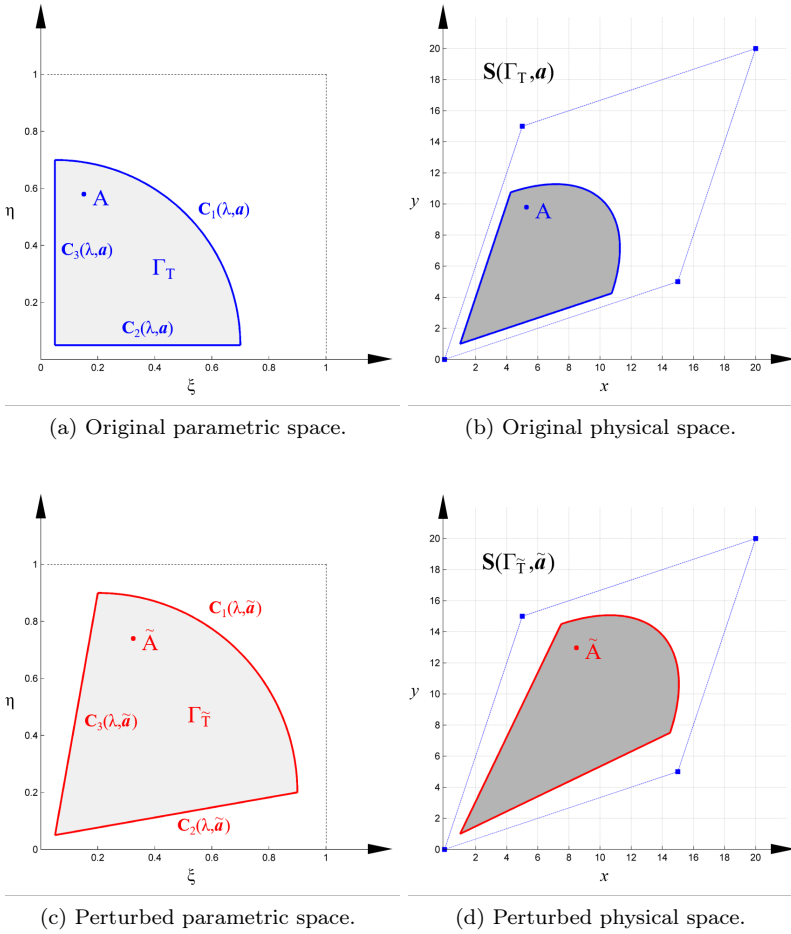 1
0.8
0.6
0.4
0.2
0
η
A
C₁(λ,a)
C₃(λ,a)
Γ_T
C₂(λ,a)
0.2 0.4 0.6 0.8 1
ξ
(a) Original parametric space.
20
18
16
14
12
10
8
6
4
2
0
y
S(Γ_T,a)
A
2 4 6 8 10 12 14 16 18 20
x
(b) Original physical space.
1
0.8
0.6
0.4
0.2
0
η
C₁(λ,ã)
Ã
C₃(λ,ã)
Γ_T̃
C₂(λ,ã)
0.2 0.4 0.6 0.8 1
ξ
(c) Perturbed parametric space.
20
18
16
14
12
10
8
6
4
2
0
y
S(Γ_T̃,ã)
Ã
2 4 6 8 10 12 14 16 18 20
x
(d) Perturbed physical space.